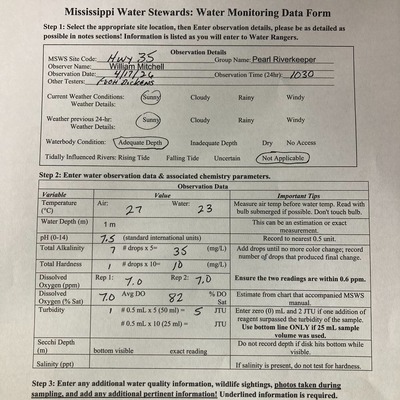 Mississippi Water Stewards: Water Monitoring Data Form
Step 1: Select the appropriate site location, then Enter observation details, please be as detailed as
possible in notes sections! Information is listed as you will enter to Water Rangers.
Observation Details
MSWS Site Code: Hwy 35 Group Name: Pearl Riverkeeper
Observer Name: William Mitchell
Observation Date: 4/17/26 Observation Time (24hr): 1030
Other Testers: Dickens
Current Weather Conditions: Sunny Cloudy Rainy Windy
Weather Details:
Weather previous 24-hr: Sunny Cloudy Rainy Windy
Weather Details:
Waterbody Condition: Adequate Depth Inadequate Depth Dry No Access
Tidally Influenced Rivers: Rising Tide Falling Tide Uncertain Not Applicable
Step 2: Enter water observation data & associated chemistry parameters.
Observation Data
Variable Value Important Tips
Temperature (°C) Air: 27 Water: 23 Measure air temp before water temp. Read with
bulb submerged if possible. Don't touch bulb.
Water Depth (m) 1 m This can be an estimation or exact
measurement.
pH (0-14) 7.5 (standard international units) Record to nearest 0.5 unit.
Total Alkalinity 7 # drops x 5= 35 (mg/L) Add drops until no more color change; record
Total Hardness 1 # drops x 10= 10 (mg/L) number of drops that produced final change.
Dissolved Oxygen (ppm) Rep 1: 7.0 Rep 2: 7.0 Ensure the two readings are within 0.6 ppm.
Dissolved Oxygen (% Sat) 7.0 Avg DO 82 % DO Sat Estimate from chart that accompanied MSWS
manual.
Turbidity 1 # 0.5 mL x 5 (50 ml) = 5 JTU Enter zero (0) mL and 2 JTU if one addition of
reagent surpassed the turbidity of the sample.
# 0.5 mL x 10 (25 ml) = JTU Use bottom line ONLY if 25 mL sample
volume was used.
Secchi Depth (m) bottom visible exact reading Do not record depth if disk hits bottom while
visible.
Salinity (ppt) If salinity is present, do not test for hardness.
Step 3: Enter any additional water quality information, wildlife sightings, photos taken during
sampling, and add any additional pertinent information! Underlined information is required.